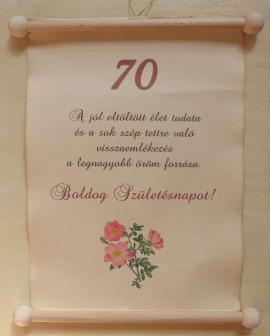 70
A jól eltöltött élet tudata
és a sok szép tettre való
visszaemlékezés
a legnagyobb öröm forrása.
Boldog Születésnapot!